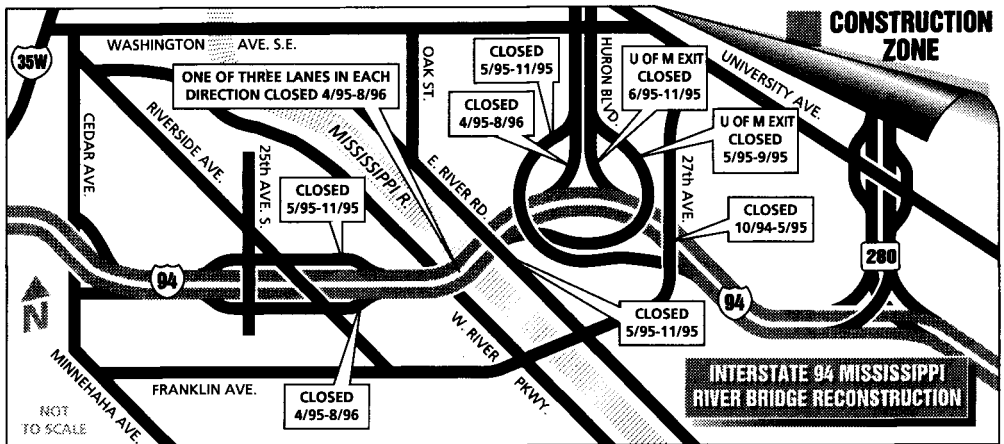 CONSTRUCTION
ZONE
35W
WASHINGTON AVE. S.E.
OAK ST.
CLOSED
5/95-11/95
HURON BLVD.
U OF M EXIT
CLOSED
6/95-11/95
UNIVERSITY AVE.
ONE OF THREE LANES IN EACH
DIRECTION CLOSED 4/95-8/96
CLOSED
4/95-8/96
U OF M EXIT
CLOSED
5/95-9/95
CEDAR AVE.
RIVERSIDE AVE.
25th AVE. S.
MISSISSIPPI R.
E. RIVER RD.
27th AVE.
CLOSED
5/95-11/95
CLOSED
10/94-5/95
280
94
94
N
CLOSED
5/95-11/95
W. RIVER
PKWY.
MINNEHAHA AVE.
FRANKLIN AVE.
CLOSED
4/95-8/96
INTERSTATE 94 MISSISSIPPI
RIVER BRIDGE RECONSTRUCTION
NOT
TO SCALE